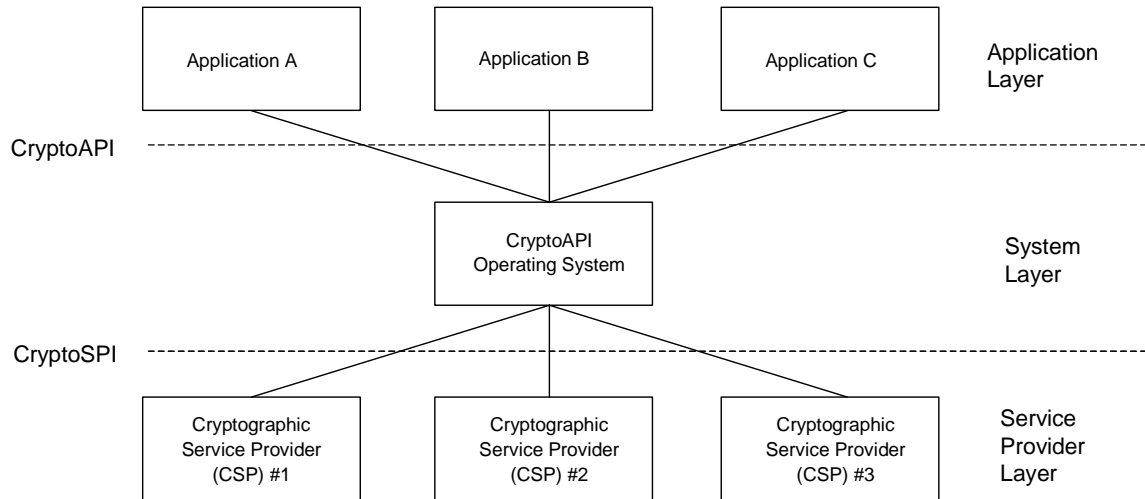 Application A
Application B
Application C
Application
Layer
CryptoAPI
CryptoAPI
Operating System
System
Layer
CryptoSPI
Cryptographic
Service Provider
(CSP) #1
Cryptographic
Service Provider
(CSP) #2
Cryptographic
Service Provider
(CSP) #3
Service
Provider
Layer